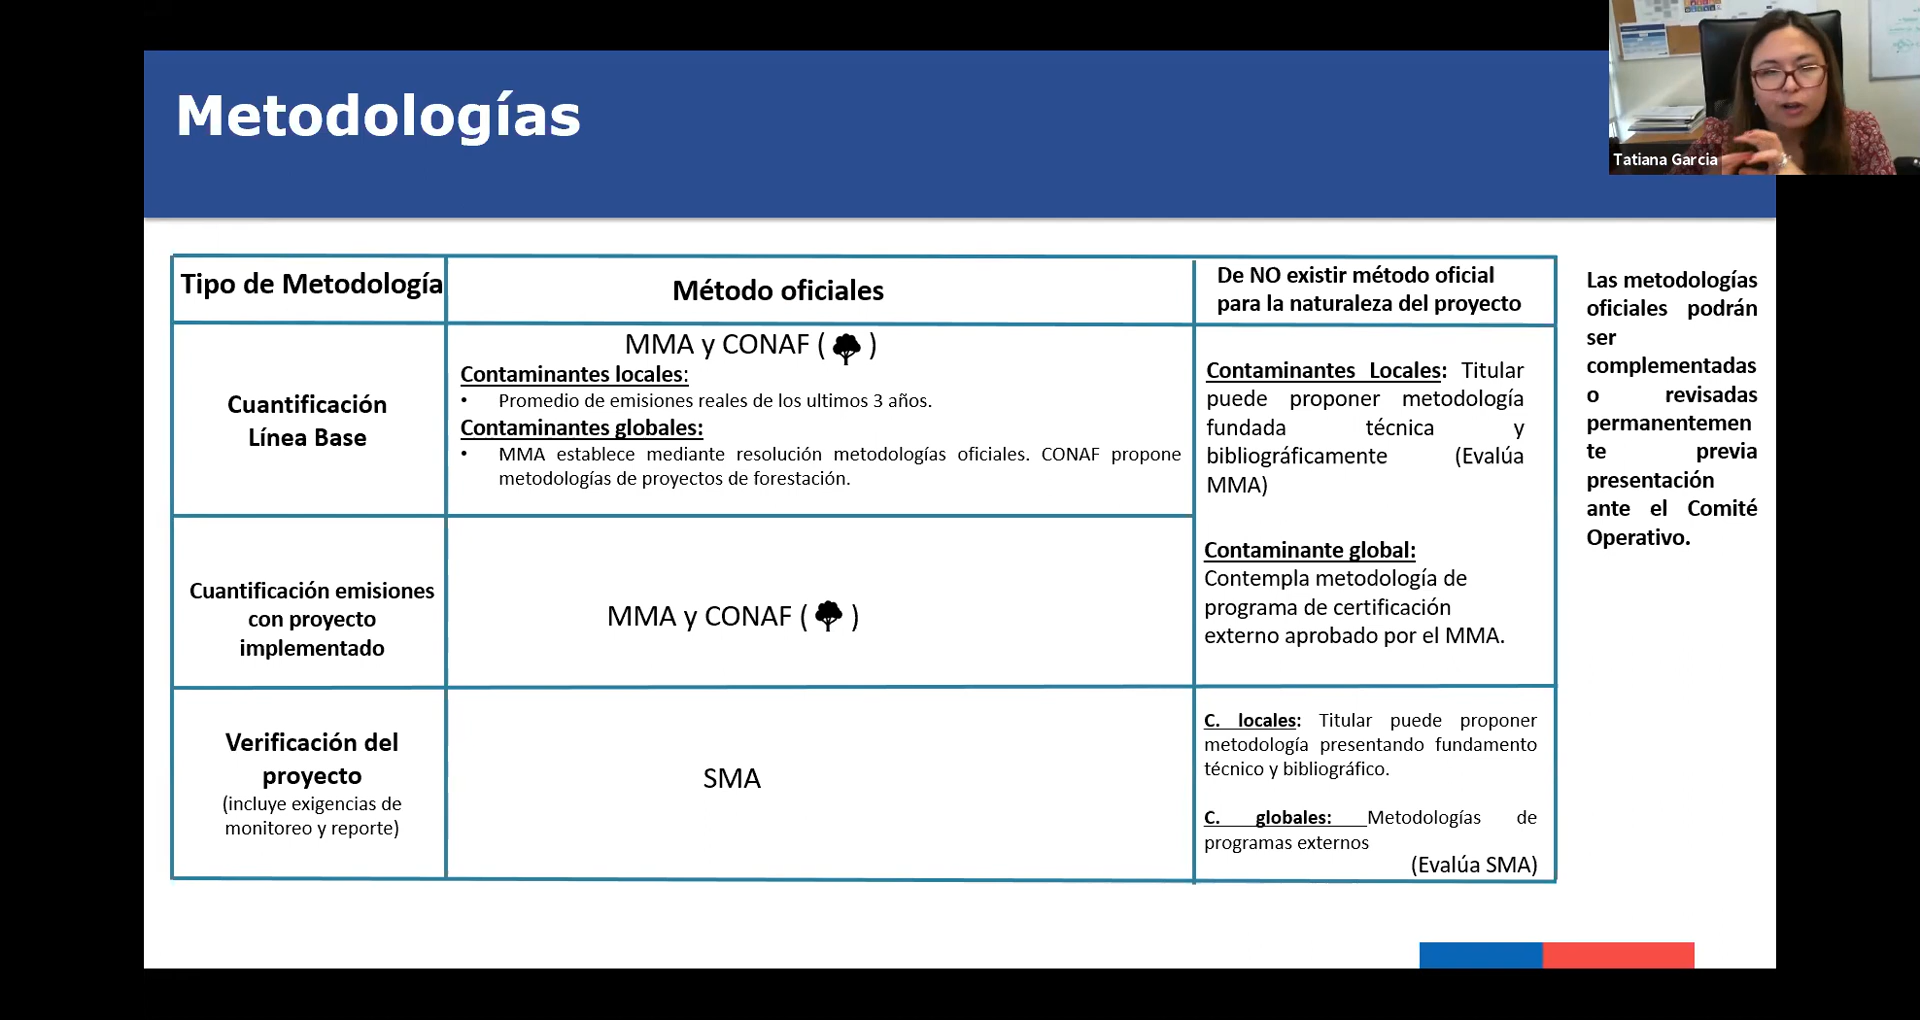 Metodologías
Tatiana Garcia
Tipo de Metodología
Método oficiales
De NO existir método oficial
para la naturaleza del proyecto
Cuantificación
Línea Base
MMA y CONAF ( )
Contaminantes locales:
• Promedio de emisiones reales de los ultimos 3 años.
Contaminantes globales:
• MMA establece mediante resolución metodologías oficiales. CONAF propone
metodologías de proyectos de forestación.
Contaminantes Locales: Titular
puede proponer metodología
fundada técnica y
bibliográficamente (Evalúa
MMA)
Contaminante global:
Contempla metodología de
programa de certificación
externo aprobado por el MMA.
Cuantificación emisiones
con proyecto
implementado
MMA y CONAF ( )
Verificación del
proyecto
(incluye exigencias de
monitoreo y reporte)
SMA
C. locales: Titular puede proponer
metodología presentando fundamento
técnico y bibliográfico.
C. globales: Metodologías de
programas externos
(Evalúa SMA)
Las metodologías
oficiales podrán
ser
complementadas
o revisadas
permanentemen
te previa
presentación
ante el Comité
Operativo.